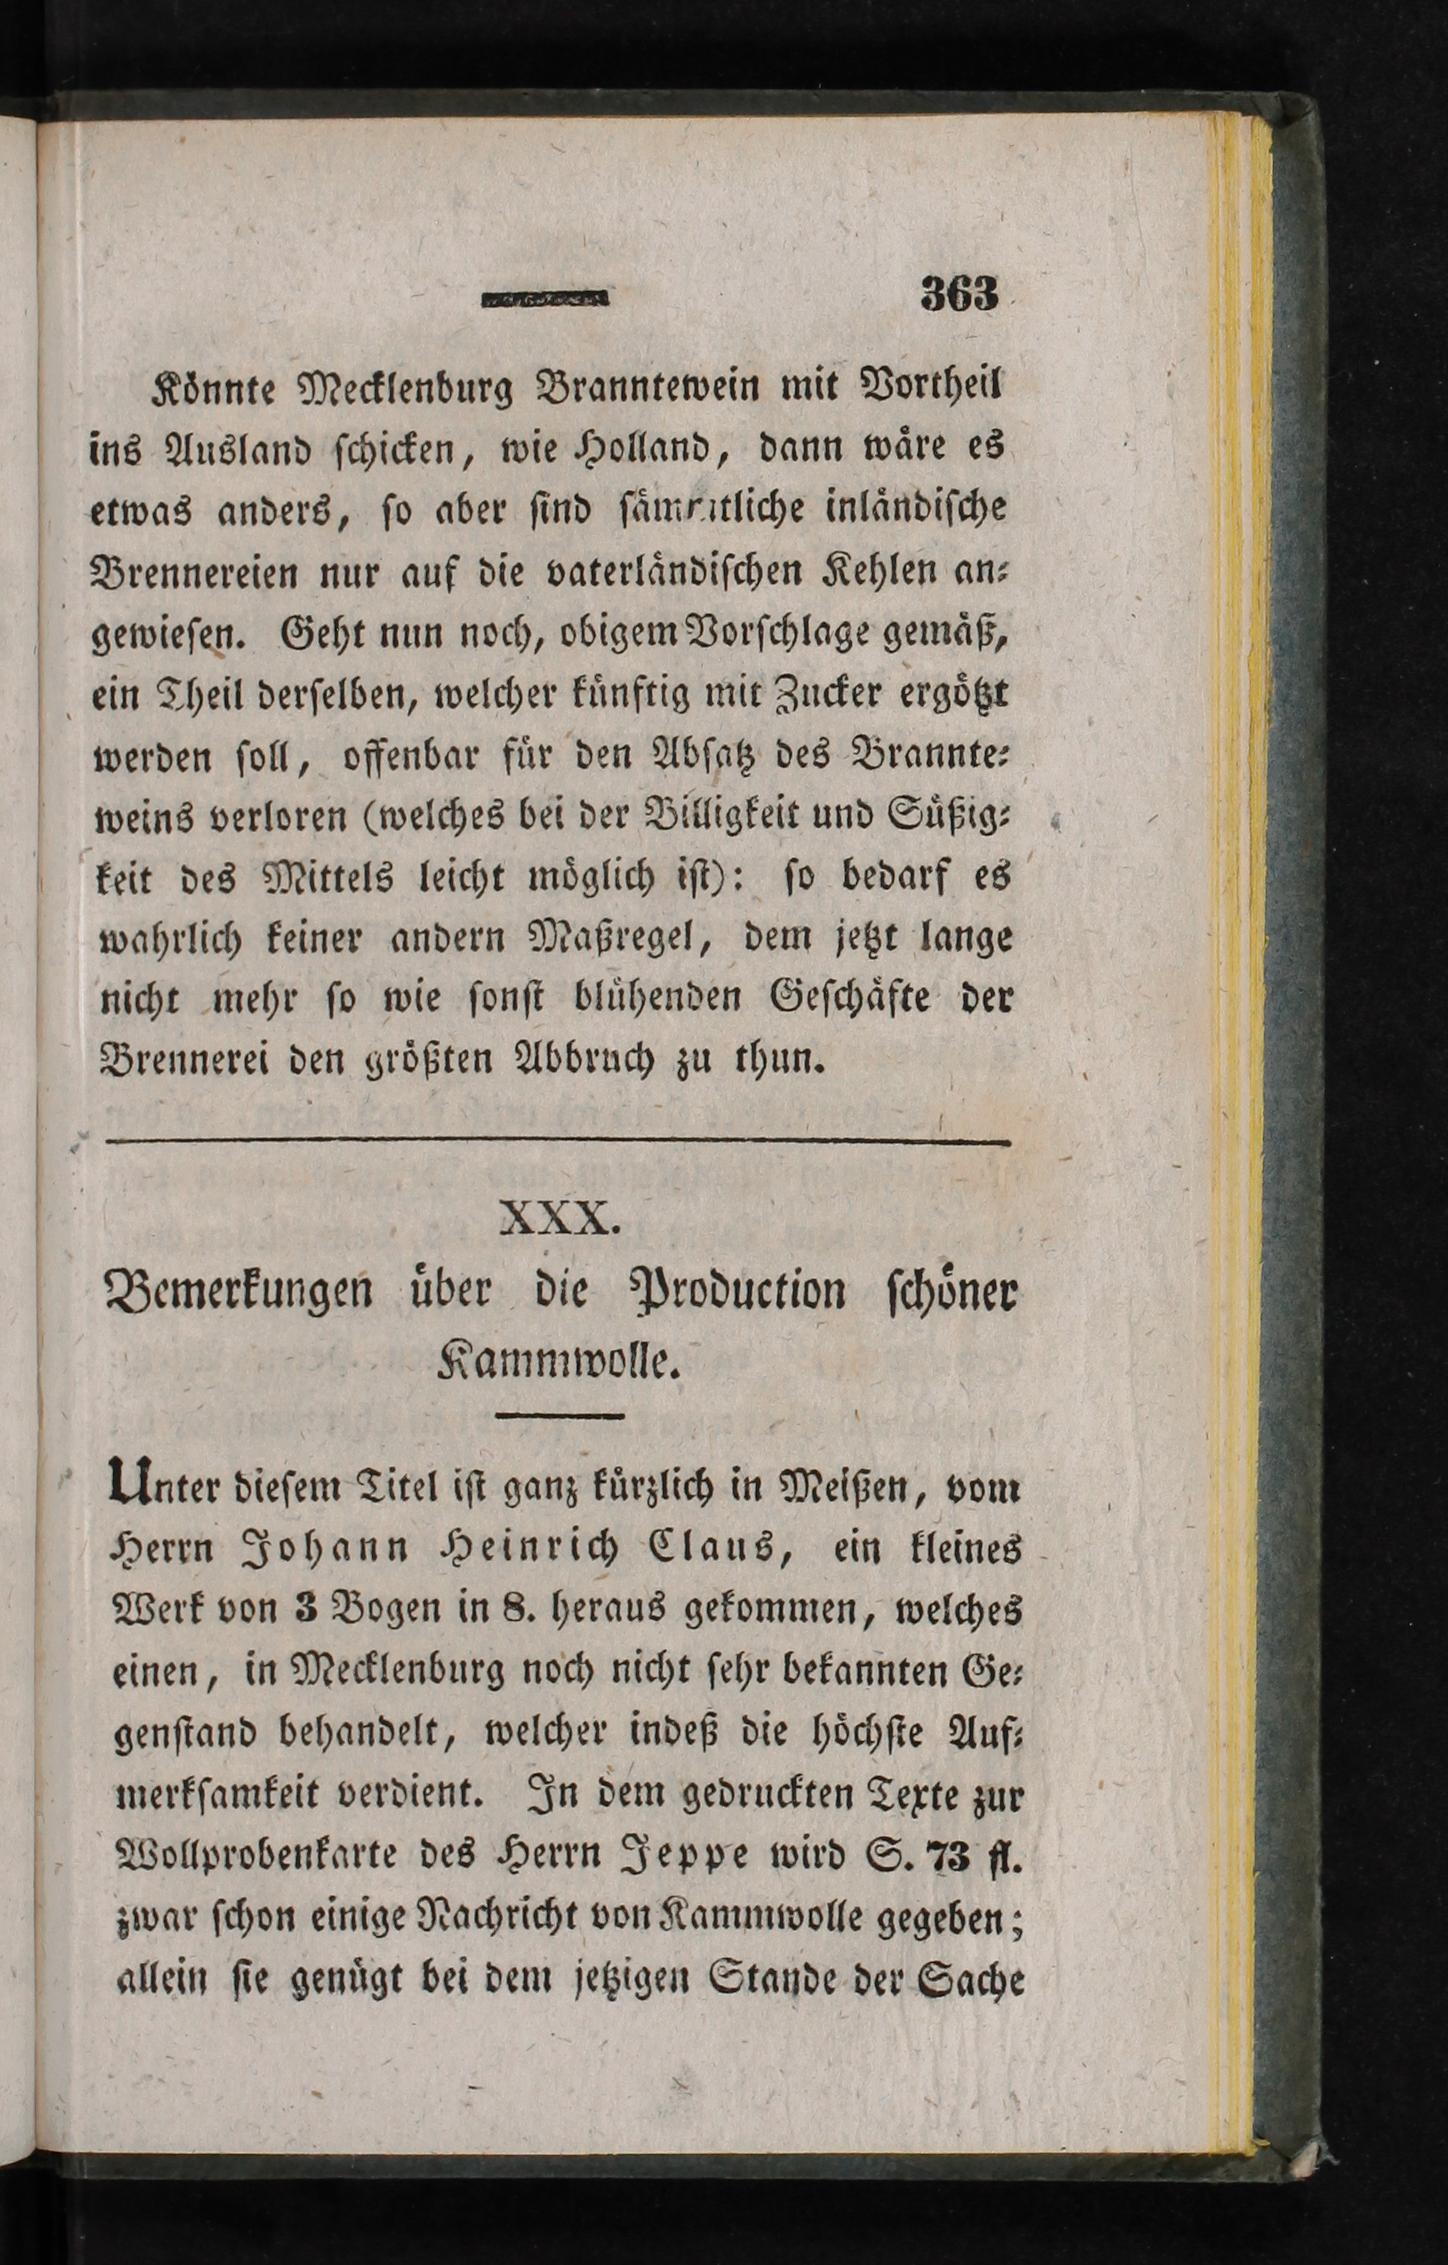 363
Könnte Mecklenburg Branntewein mit Vortheil
ins Ausland schicken, wie Holland, dann wäre es
etwas anders, so aber sind sämmtliche inländische
Brennereien nur auf die vaterländischen Kehlen an⸗
gewiesen. Geht nun noch, obigem Vorschlage gemäß,
ein Theil derselben, welcher künftig mit Zucker ergötzt
werden soll, offenbar für den Absatz des Brannte⸗
weins verloren (welches bei der Billigkeit und Süßig⸗
keit des Mittels leicht möglich ist): so bedarf es
wahrlich keiner andern Maßregel, dem jetzt lange
nicht mehr so wie sonst blühenden Geschäfte der
Brennerei den größten Abbruch zu thun.
XXX.
Bemerkungen über die Production schöner
Kammwolle.
Unter diesem Titel ist ganz kürzlich in Meißen, vom
Herrn Johann Heinrich Claus, ein kleines
Werk von 3 Bogen in 8. heraus gekommen, welches
einen, in Mecklenburg noch nicht sehr bekannten Ge⸗
genstand behandelt, welcher indeß die höchste Auf⸗
merksamkeit verdient. In dem gedruckten Texte zur
Wollprobenkarte des Herrn Jeppe wird S. 73 fl.
zwar schon einige Nachricht von Kammwolle gegeben;
allein sie genügt bei dem jetzigen Stande der Sache